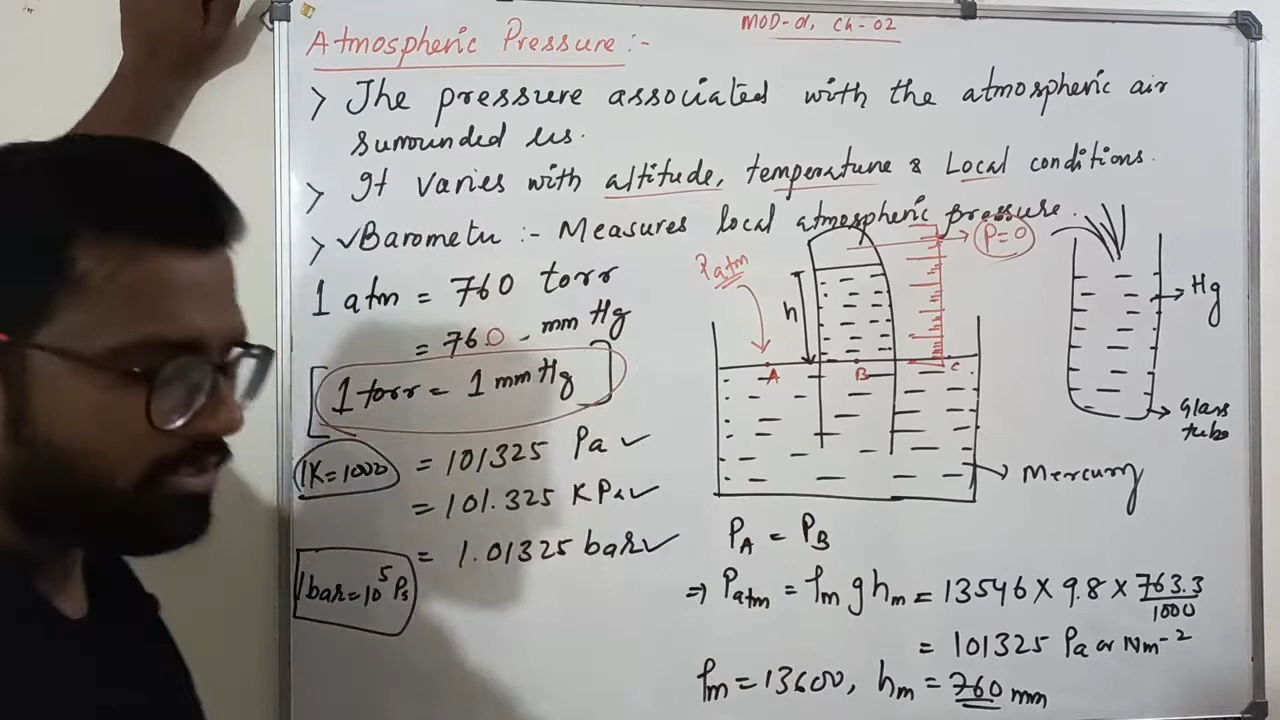 MOD-01, Ch-02
Atmospheric Pressure :-
> The pressure associated with the atmospheric air
surrounded us.
> It varies with altitude, temperature & Local conditions.
> ✓Barometer :- Measures local atmospheric pressure.
1 atm = 760 torr
= 760 mm Hg
[1 torr = 1 mm Hg]
1K=1000
= 101325 Pa ✓
= 101.325 KPa ✓
= 1.01325 bar ✓
1bar=10⁵ Pa
Patm
P=0
h
A
B
C
Hg
Glass
tube
Mercury
PA = PB
⇒ Patm = ρm g hm = 13546 × 9.8 × 763.3/1000
= 101325 Pa or Nm⁻²
ρm = 13600, hm = 760 mm